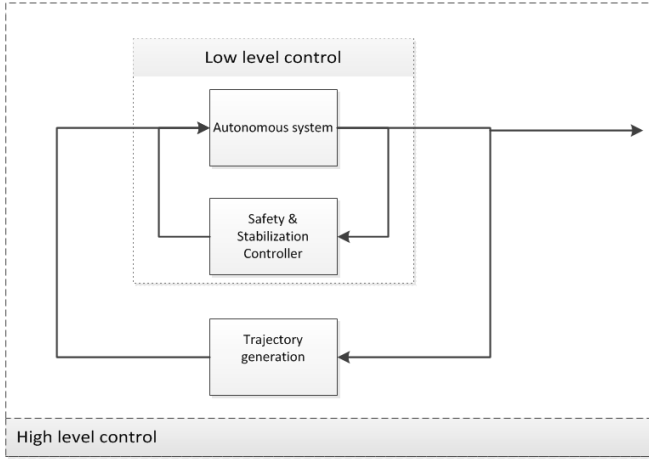 Low level control
Autonomous system
Safety &
Stabilization
Controller
Trajectory
generation
High level control